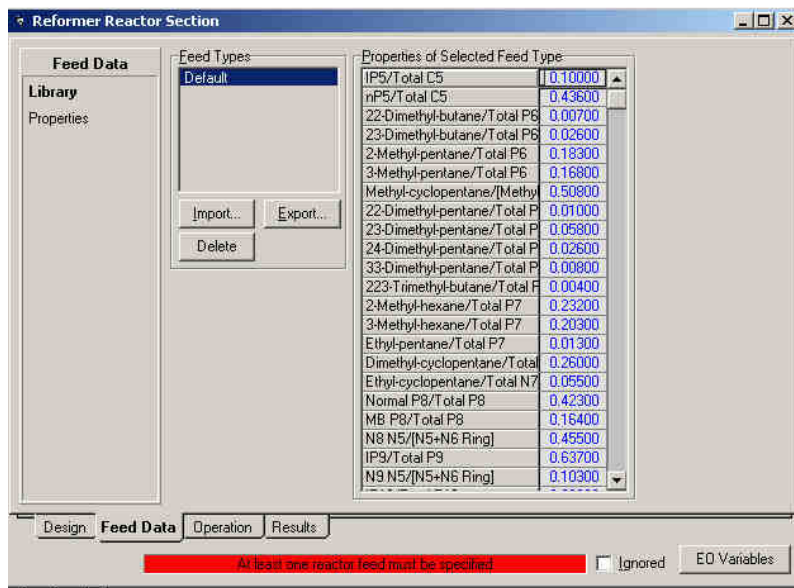 Reformer Reactor Section
Feed Data
Library
Properties
Feed Types
Default
Import...
Export...
Delete
Properties of Selected Feed Type
IP5/Total C5 0.10000
nP5/Total C5 0.43600
22-Dimethyl-butane/Total P6 0.00700
23-Dimethyl-butane/Total P6 0.02600
2-Methyl-pentane/Total P6 0.18300
3-Methyl-pentane/Total P6 0.16800
Methyl-cyclopentane/[Methyl 0.50800
22-Dimethyl-pentane/Total P 0.01000
23-Dimethyl-pentane/Total P 0.05800
24-Dimethyl-pentane/Total P 0.02600
33-Dimethyl-pentane/Total P 0.00800
223-Trimethyl-butane/Total P 0.00400
2-Methyl-hexane/Total P7 0.23200
3-Methyl-hexane/Total P7 0.20300
Ethyl-pentane/Total P7 0.01300
Dimethyl-cyclopentane/Total 0.26000
Ethyl-cyclopentane/Total N7 0.05500
Normal P8/Total P8 0.42300
MB P8/Total P8 0.16400
N8 N5/[N5+N6 Ring] 0.45500
IP9/Total P9 0.63700
N9 N5/[N5+N6 Ring] 0.10300
Design Feed Data Operation Results
At least one reactor feed must be specified
Ignored
EO Variables